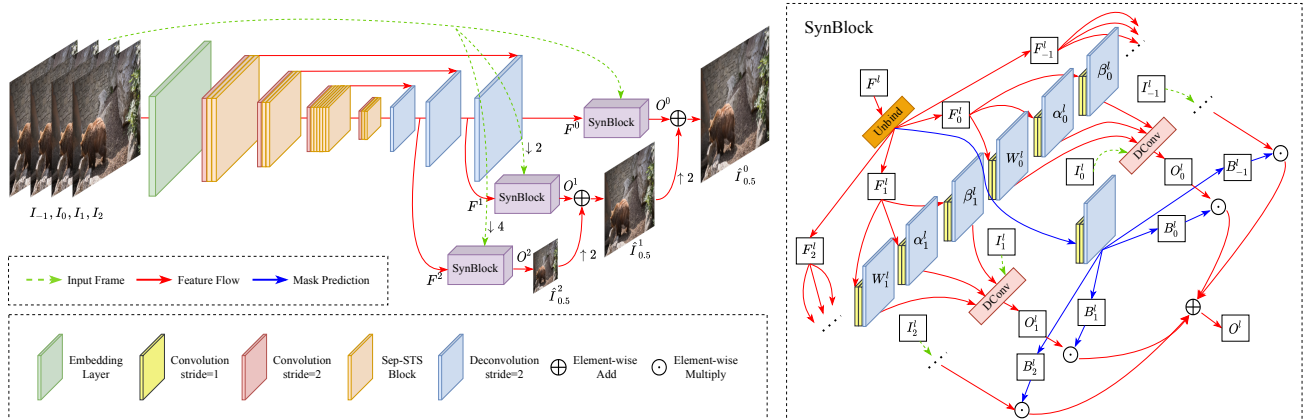 I_{-1}, I_0, I_1, I_2
SynBlock
F^0
O^0
Î^0_{0.5}
↓ 2
↑ 2
F^1
SynBlock
O^1
Î^1_{0.5}
↓ 4
↑ 2
F^2
SynBlock
O^2
Î^2_{0.5}
Input Frame
Feature Flow
Mask Prediction
Embedding
Layer
Convolution
stride=1
Convolution
stride=2
Sep-STS
Block
Deconvolution
stride=2
Element-wise
Add
Element-wise
Multiply
SynBlock
F^l
Unbind
F^l_{-1}
F^l_0
F^l_1
F^l_2
W^l_0
α^l_0
β^l_0
W^l_1
α^l_1
β^l_1
I^l_{-1}
I^l_0
I^l_1
I^l_2
DConv
DConv
O^l_0
O^l_1
B^l_{-1}
B^l_0
B^l_1
B^l_2
O^l